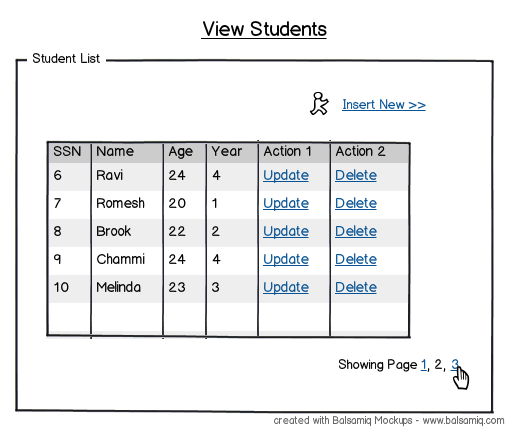 View Students
Student List
Insert New >>
SSN Name Age Year Action 1 Action 2
6 Ravi 24 4 Update Delete
7 Romesh 20 1 Update Delete
8 Brook 22 2 Update Delete
9 Chammi 24 4 Update Delete
10 Melinda 23 3 Update Delete
Showing Page 1, 2, 3
created with Balsamiq Mockups - www.balsamiq.com